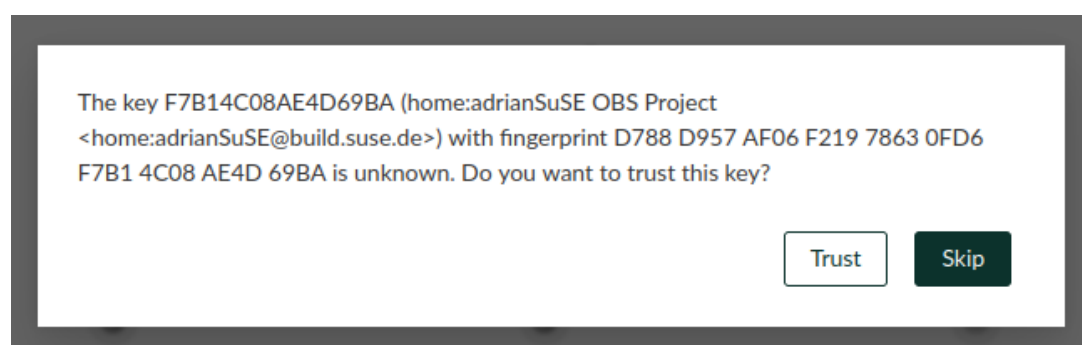 The key F7B14C08AE4D69BA (home:adrianSuSE OBS Project
<home:adrianSuSE@build.suse.de>) with fingerprint D788 D957 AF06 F219 7863 0FD6
F7B1 4C08 AE4D 69BA is unknown. Do you want to trust this key?
Trust
Skip